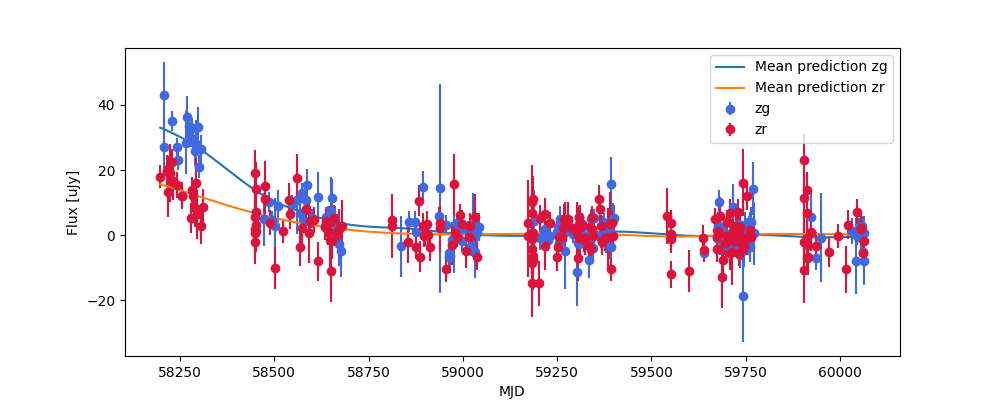 Mean prediction zg
Mean prediction zr
zg
zr
40
20
0
−20
Flux [uJy]
58250
58500
58750
59000
59250
59500
59750
60000
MJD